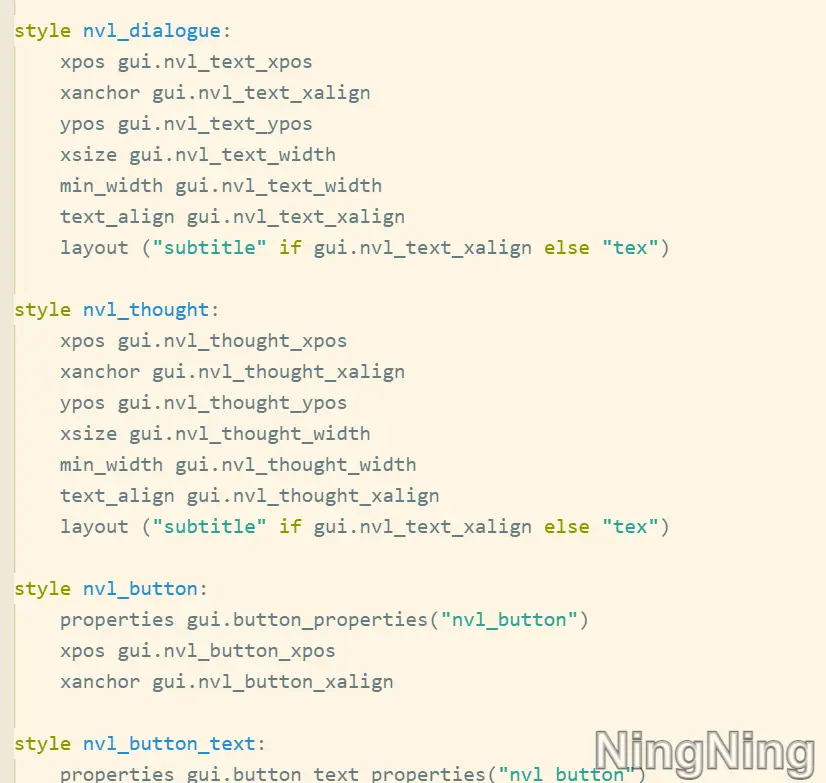 style nvl_dialogue:
    xpos gui.nvl_text_xpos
    xanchor gui.nvl_text_xalign
    ypos gui.nvl_text_ypos
    xsize gui.nvl_text_width
    min_width gui.nvl_text_width
    text_align gui.nvl_text_xalign
    layout ("subtitle" if gui.nvl_text_xalign else "tex")
style nvl_thought:
    xpos gui.nvl_thought_xpos
    xanchor gui.nvl_thought_xalign
    ypos gui.nvl_thought_ypos
    xsize gui.nvl_thought_width
    min_width gui.nvl_thought_width
    text_align gui.nvl_thought_xalign
    layout ("subtitle" if gui.nvl_text_xalign else "tex")
style nvl_button:
    properties gui.button_properties("nvl_button")
    xpos gui.nvl_button_xpos
    xanchor gui.nvl_button_xalign
style nvl_button_text:
    properties gui.button_text_properties("nvl_button")
NingNing